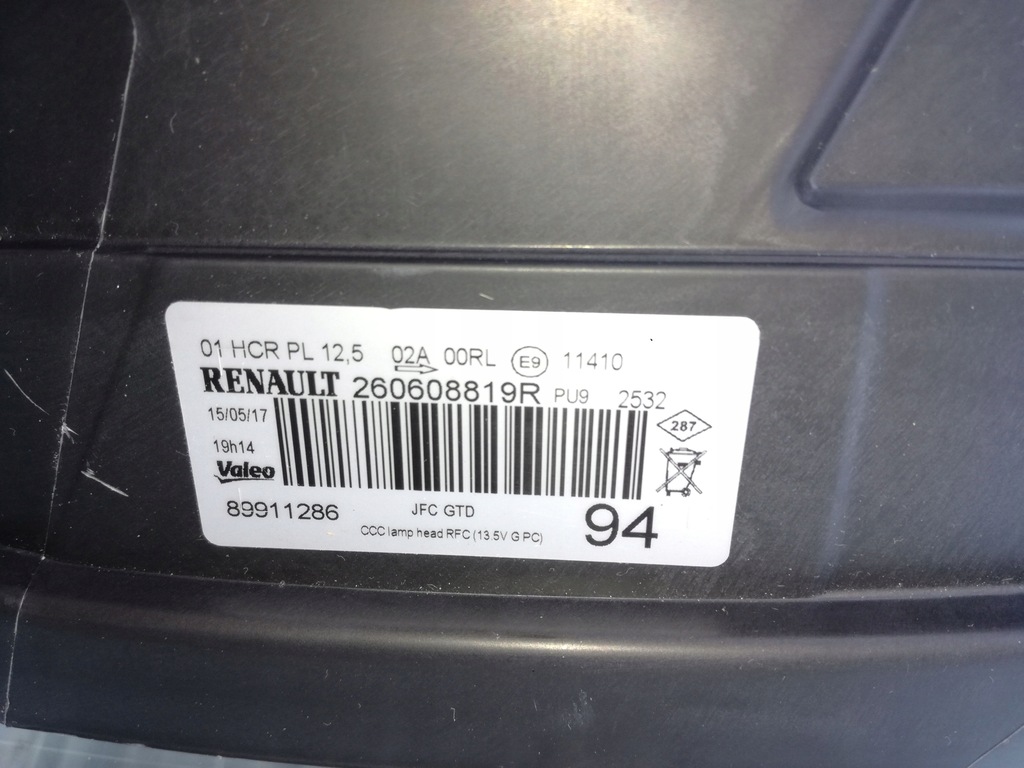 01 HCR PL 12,5 02A 00RL E9 11410
RENAULT 260608819R PU9 2532
15/05/17
287
19h14
Valeo
89911286 JFC GTD 94
CCC lamp head RFC (13.5V G PC)